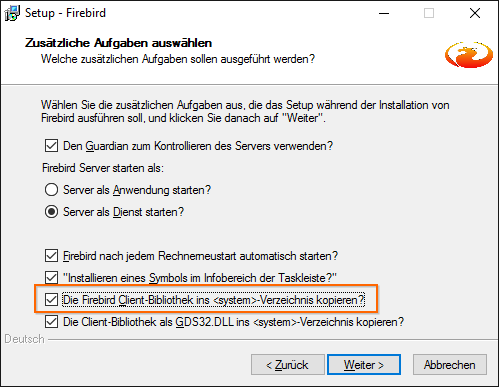 Setup - Firebird
Zusätzliche Aufgaben auswählen
Welche zusätzlichen Aufgaben sollen ausgeführt werden?
Wählen Sie die zusätzlichen Aufgaben aus, die das Setup während der Installation von
Firebird ausführen soll, und klicken Sie danach auf "Weiter".
Den Guardian zum Kontrollieren des Servers verwenden?
Firebird Server starten als:
Server als Anwendung starten?
Server als Dienst starten?
Firebird nach jedem Rechnerneustart automatisch starten?
"Installieren eines Symbols im Infobereich der Taskleiste?"
Die Firebird Client-Bibliothek ins <system>-Verzeichnis kopieren?
Die Client-Bibliothek als GDS32.DLL ins <system>-Verzeichnis kopieren?
Deutsch
< Zurück
Weiter >
Abbrechen